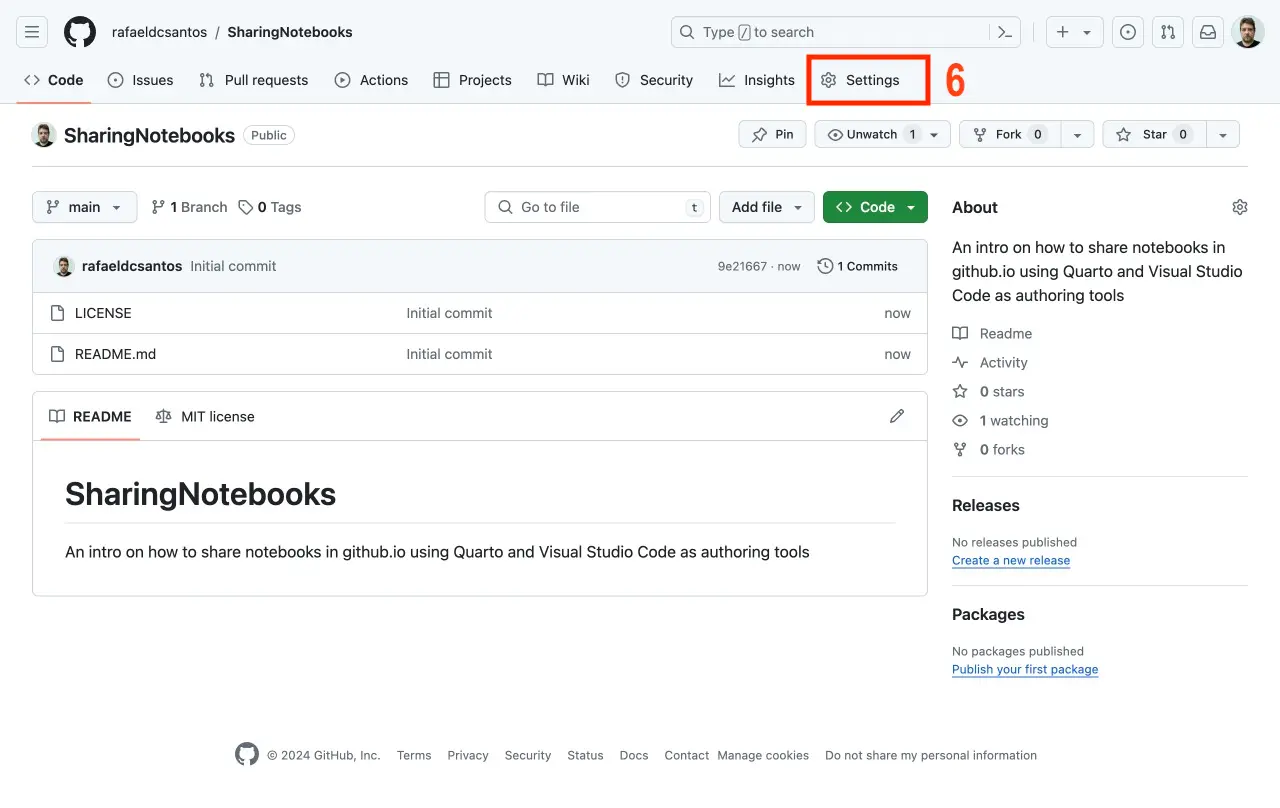 rafaeldcsantos / SharingNotebooks
Type / to search
Code Issues Pull requests Actions Projects Wiki Security Insights Settings 6
SharingNotebooks Public
Pin Unwatch 1 Fork 0 Star 0
main 1 Branch 0 Tags
Go to file t Add file Code
rafaeldcsantos Initial commit 9e21667 · now 1 Commits
LICENSE Initial commit now
README.md Initial commit now
README MIT license
SharingNotebooks
An intro on how to share notebooks in github.io using Quarto and Visual Studio Code as authoring tools
About
An intro on how to share notebooks in
github.io using Quarto and Visual Studio
Code as authoring tools
Readme
Activity
0 stars
1 watching
0 forks
Releases
No releases published
Create a new release
Packages
No packages published
Publish your first package
© 2024 GitHub, Inc. Terms Privacy Security Status Docs Contact Manage cookies Do not share my personal information